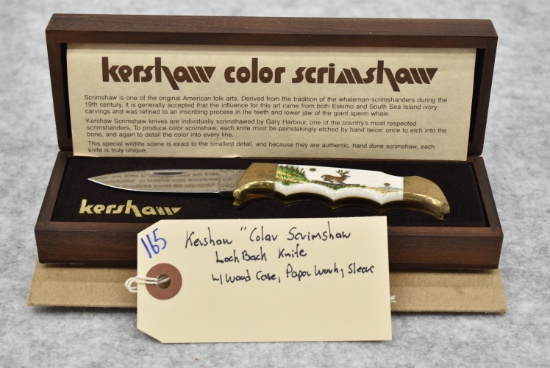 kershaw color scrimshaw
Scrimshaw is one of the original American folk arts. Derived from the tradition of the whaleman-scrimshanders during the
19th century, it is generally accepted that the influence for this art came from both Eskimo and South Sea Island ivory
carvings and was refined to an inscribing process in the teeth and lower jaw of the giant sperm whale.
Kershaw Scrimshaw knives are individually scrimshawed by Gary Harbour, one of the country's most respected
scrimshanders. To produce color scrimshaw, each knife must be painstakingly etched by hand twice: once to etch into the
bone, and again to detail the color into every line.
This special wildlife scene is exact to the smallest detail, and because they are authentic, hand done scrimshaw, each
knife is truly unique.
kershaw
165
Kershaw "Color Scrimshaw
Lock Back Knife
w/ Wood Case, Paper Work, Sleeve